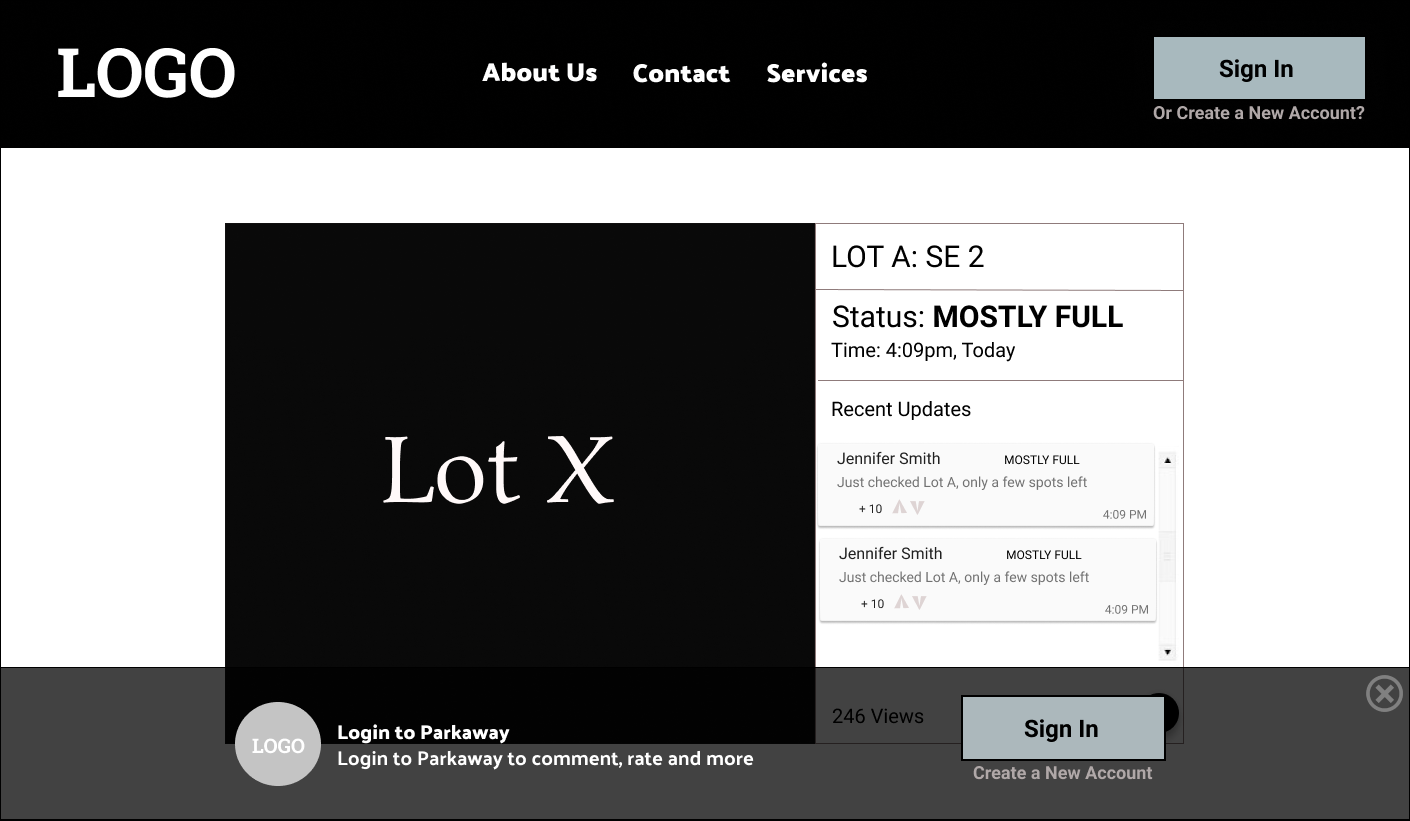 LOGO
About Us
Contact
Services
Sign In
Or Create a New Account?
Lot X
LOT A: SE 2
Status: MOSTLY FULL
Time: 4:09pm, Today
Recent Updates
Jennifer Smith
MOSTLY FULL
Just checked Lot A, only a few spots left
+ 10
4:09 PM
Jennifer Smith
MOSTLY FULL
Just checked Lot A, only a few spots left
+ 10
4:09 PM
246 Views
LOGO
Login to Parkaway
Login to Parkaway to comment, rate and more
Sign In
Create a New Account